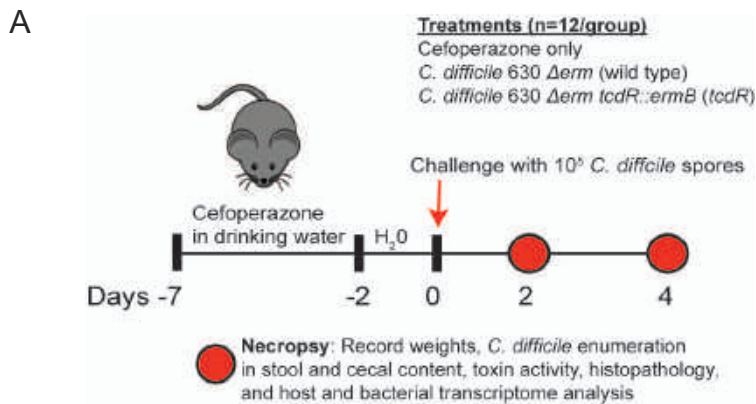 A
Treatments (n=12/group)
Cefoperazone only
C. difficile 630 Δerm (wild type)
C. difficile 630 Δerm tcdR::ermB (tcdR)
Challenge with 10⁵ C. diffcile spores
Cefoperazone
in drinking water
H₂0
Days -7
-2
0
2
4
Necropsy: Record weights, C. difficile enumeration
in stool and cecal content, toxin activity, histopathology,
and host and bacterial transcriptome analysis